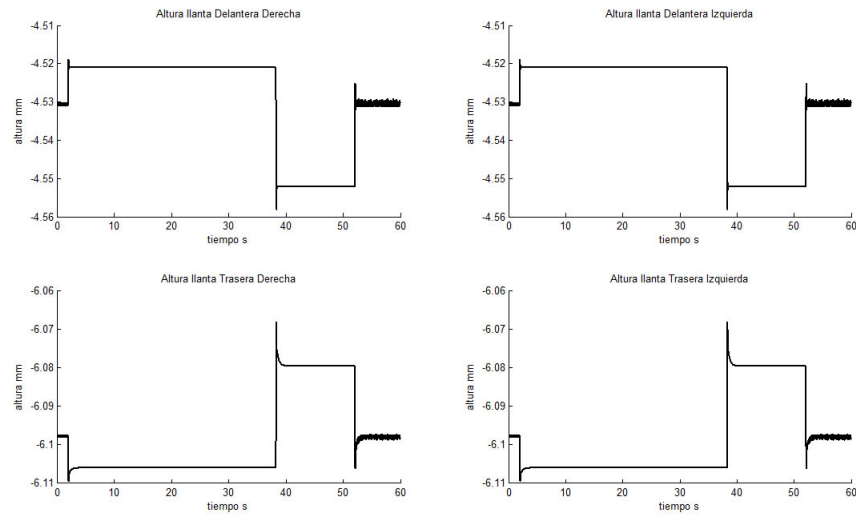 Altura llanta Delantera Derecha
-4.51
-4.52
-4.53
-4.54
-4.55
-4.56
altura mm
0 10 20 30 40 50 60
tiempo s
Altura llanta Delantera Izquierda
-4.51
-4.52
-4.53
-4.54
-4.55
-4.56
altura mm
0 10 20 30 40 50 60
tiempo s
Altura llanta Trasera Derecha
-6.06
-6.07
-6.08
-6.09
-6.1
-6.11
altura mm
0 10 20 30 40 50 60
tiempo s
Altura llanta Trasera Izquierda
-6.06
-6.07
-6.08
-6.09
-6.1
-6.11
altura mm
0 10 20 30 40 50 60
tiempo s